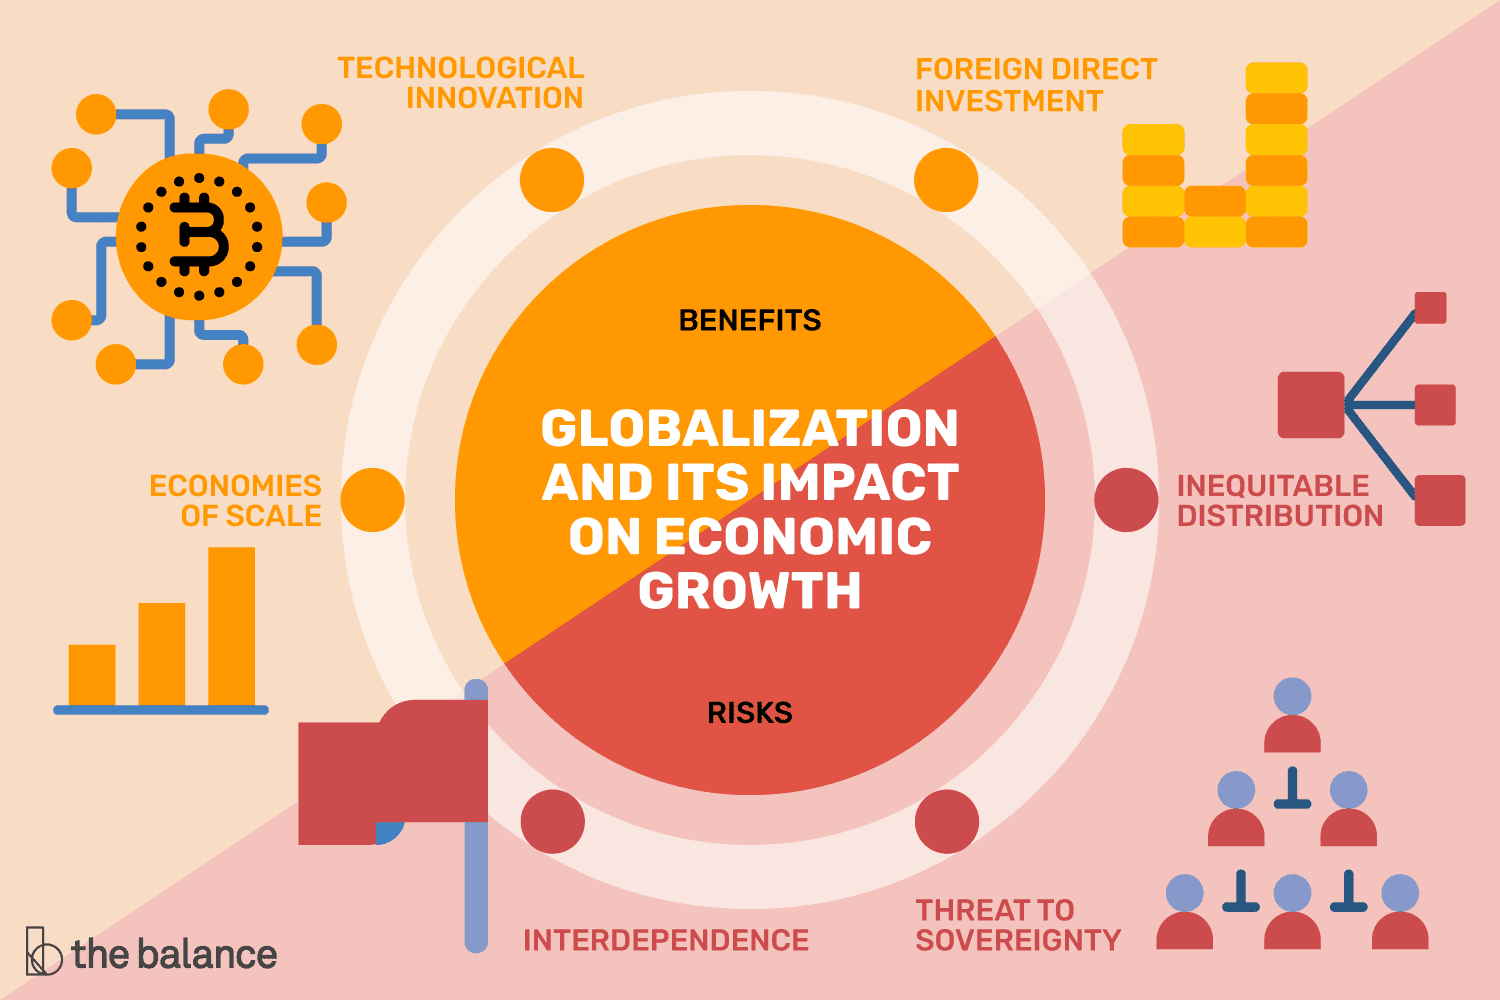 TECHNOLOGICAL
INNOVATION
FOREIGN DIRECT
INVESTMENT
BENEFITS
GLOBALIZATION
AND ITS IMPACT
ON ECONOMIC
GROWTH
ECONOMIES
OF SCALE
INEQUITABLE
DISTRIBUTION
RISKS
INTERDEPENDENCE
THREAT TO
SOVEREIGNTY
the balance